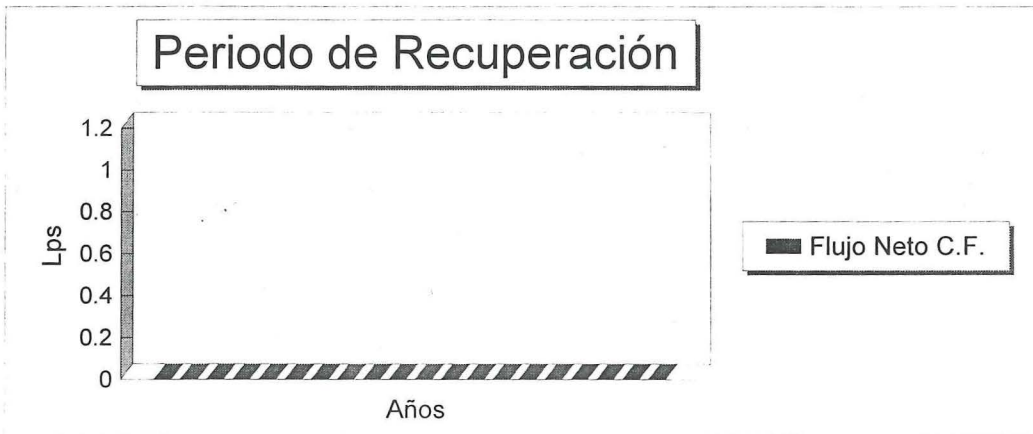 Periodo de Recuperación
1.2
1
0.8
0.6
0.4
0.2
0
Lps
Años
Flujo Neto C.F.